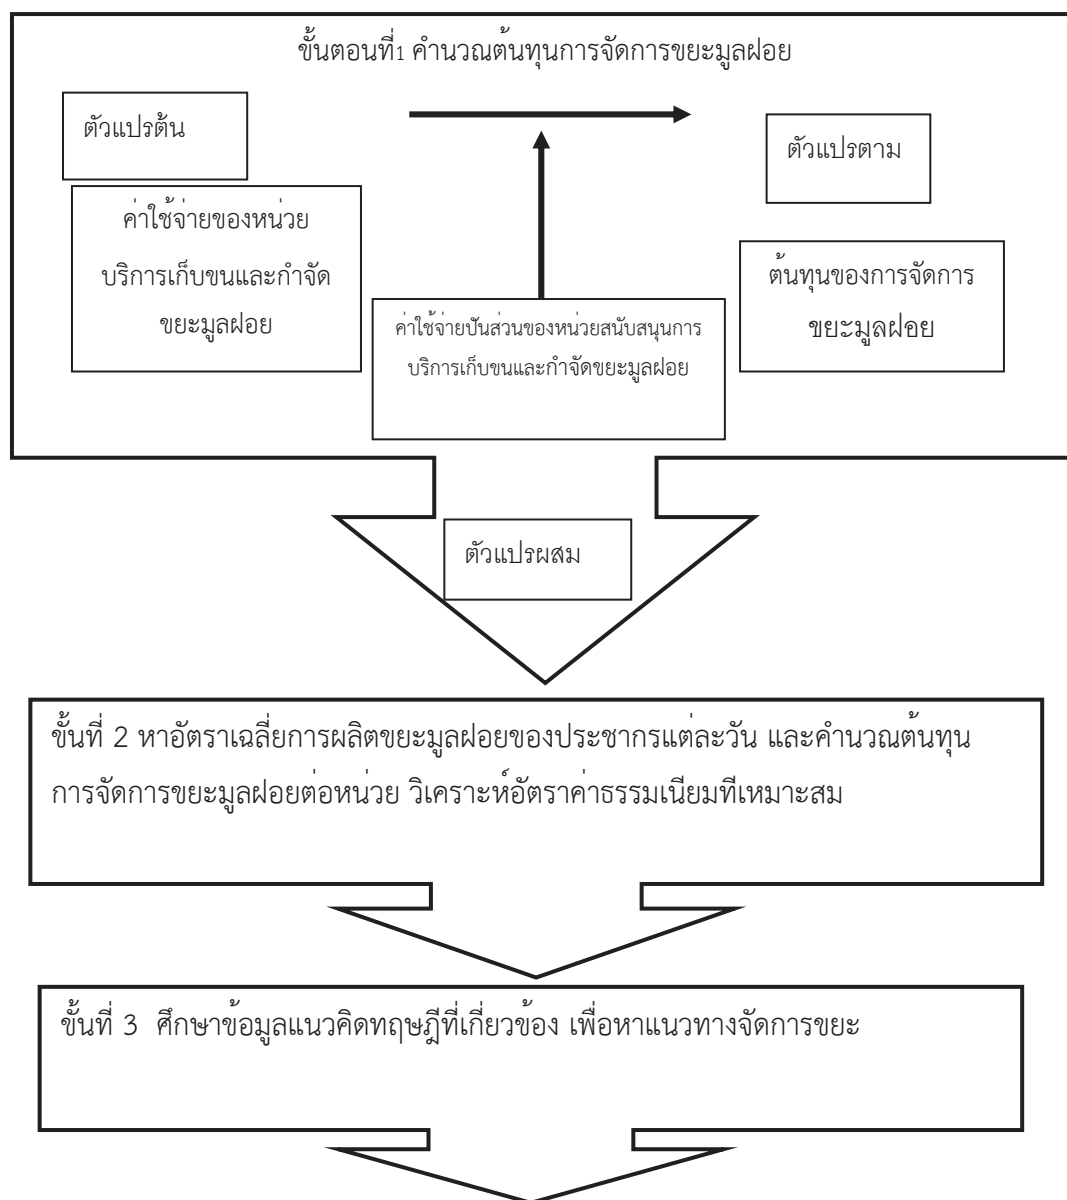 ขั้นตอนที่1 คำนวณต้นทุนการจัดการขยะมูลฝอย
ตัวแปรต้น
ตัวแปรตาม
ค่าใช้จ่ายของหน่วย
บริการเก็บขนและกำจัด
ขยะมูลฝอย
ค่าใช้จ่ายปันส่วนของหน่วยสนับสนุนการ
บริการเก็บขนและกำจัดขยะมูลฝอย
ต้นทุนของการจัดการ
ขยะมูลฝอย
ตัวแปรผสม
ขั้นที่ 2 หาอัตราเฉลี่ยการผลิตขยะมูลฝอยของประชากรแต่ละวัน และคำนวณต้นทุน
การจัดการขยะมูลฝอยต่อหน่วย วิเคราะห์อัตราค่าธรรมเนียมทีเหมาะสม
ขั้นที่ 3 ศึกษาข้อมูลแนวคิดทฤษฎีที่เกี่ยวข้อง เพื่อหาแนวทางจัดการขยะ